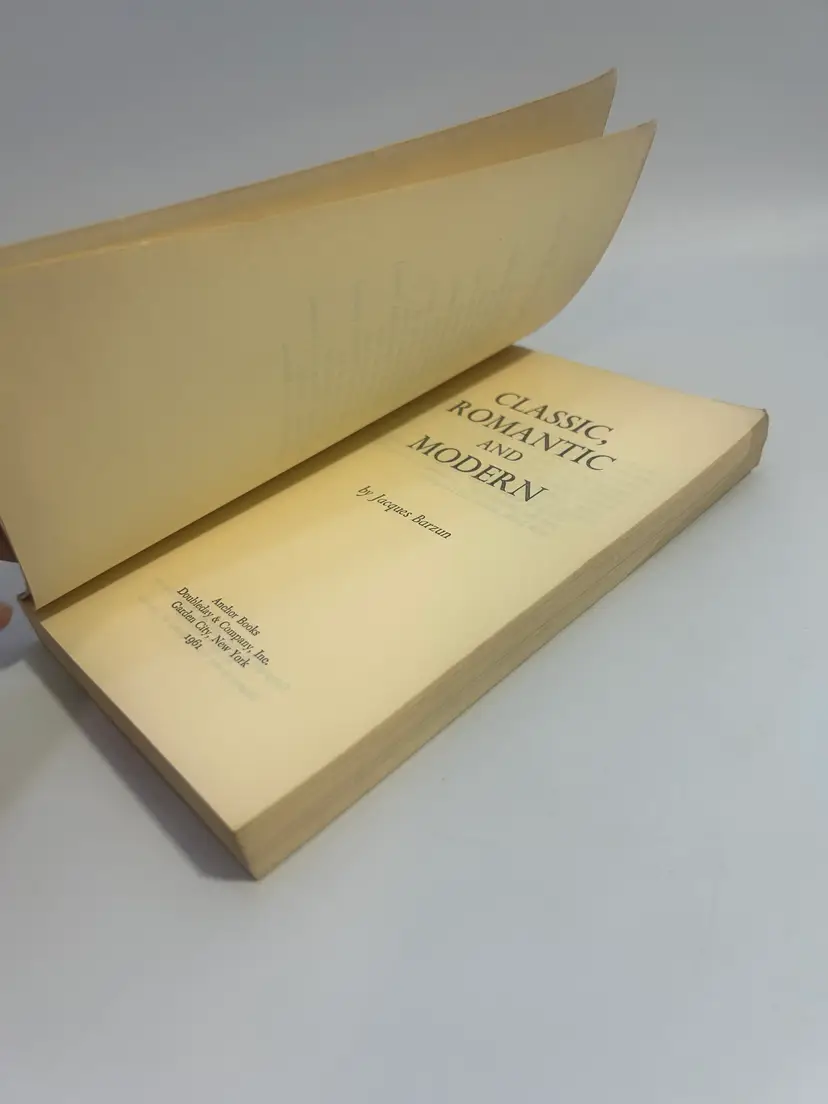 CLASSIC,
ROMANTIC
AND
MODERN
by Jacques Barzun
Anchor Books
Doubleday & Company, Inc.
Garden City, New York
1961